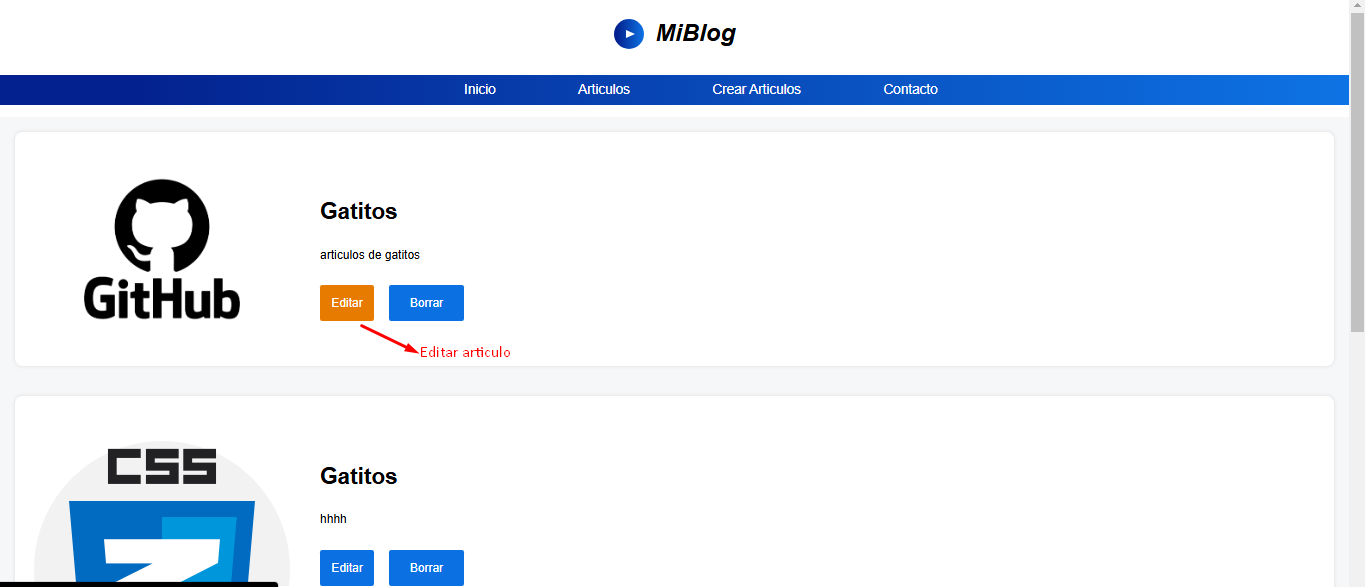 MiBlog
Inicio Articulos Crear Articulos Contacto
GitHub
Gatitos
articulos de gatitos
Editar Borrar
Editar articulo
CSS
Gatitos
hhhh
Editar Borrar